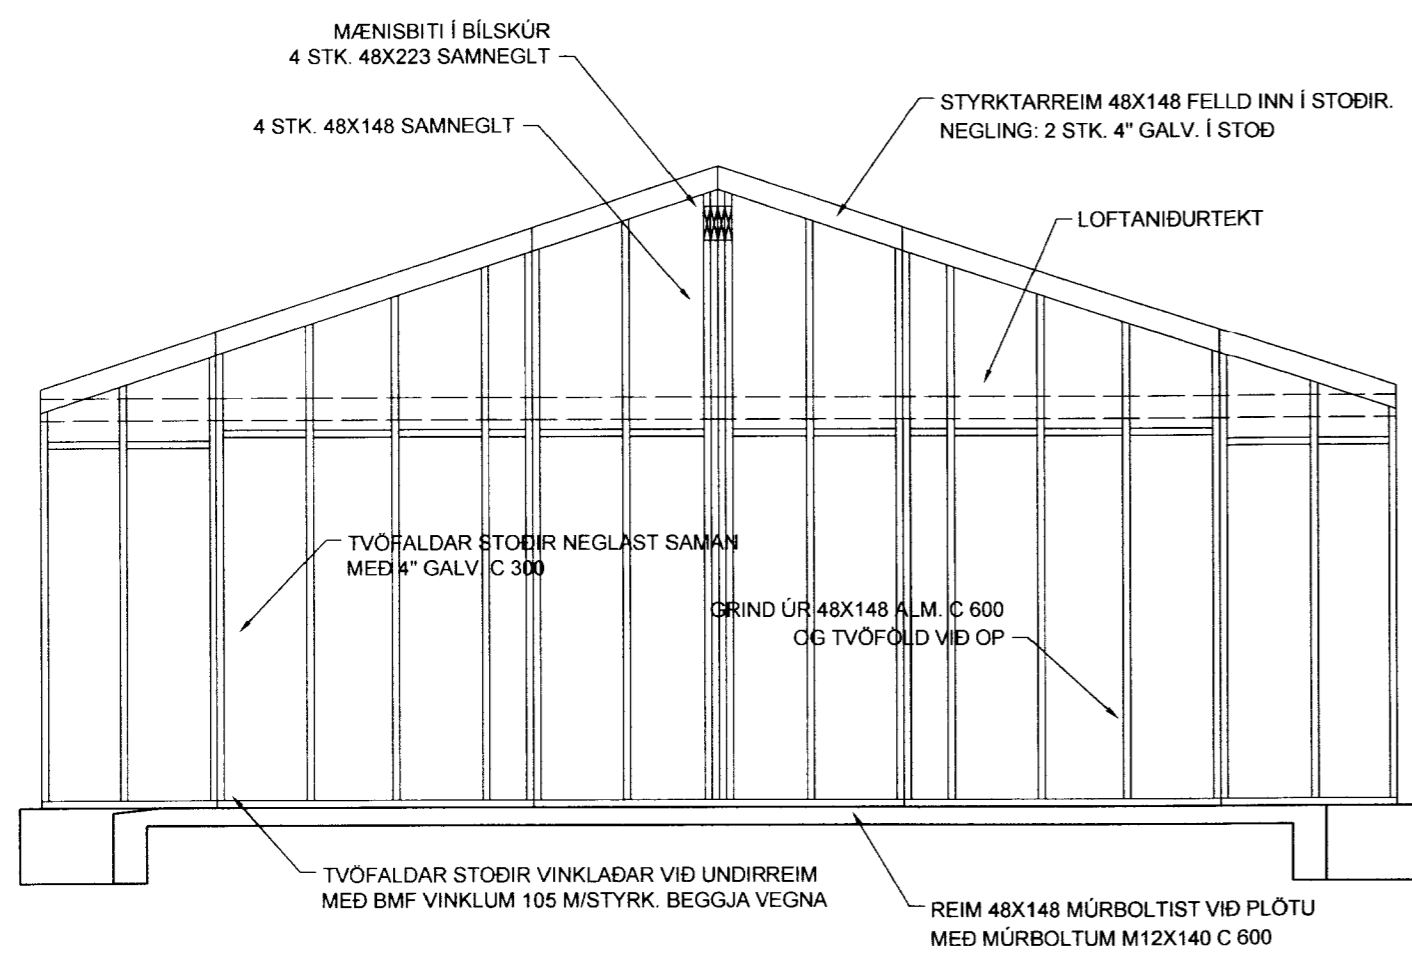 MÆNISBITI Í BÍLSKÚR
4 STK. 48X223 SAMNEGLT
4 STK. 48X148 SAMNEGLT
STYRKTARREIM 48X148 FELLD INN Í STOÐIR.
NEGLING: 2 STK. 4" GALV. Í STOÐ
LOFTANIÐURTEKT
TVÖFALDAR STOÐIR NEGLAST SAMAN
MEÐ 4" GALV. C 300
GRIND ÚR 48X148 ALM. C 600
OG TVÖFÖLD VIÐ OP
TVÖFALDAR STOÐIR VINKLAÐAR VIÐ UNDIRREIM
MEÐ BMF VINKLUM 105 M/STYRK. BEGGJA VEGNA
REIM 48X148 MÚRBOLTIST VIÐ PLÖTU
MEÐ MÚRBOLTUM M12X140 C 600